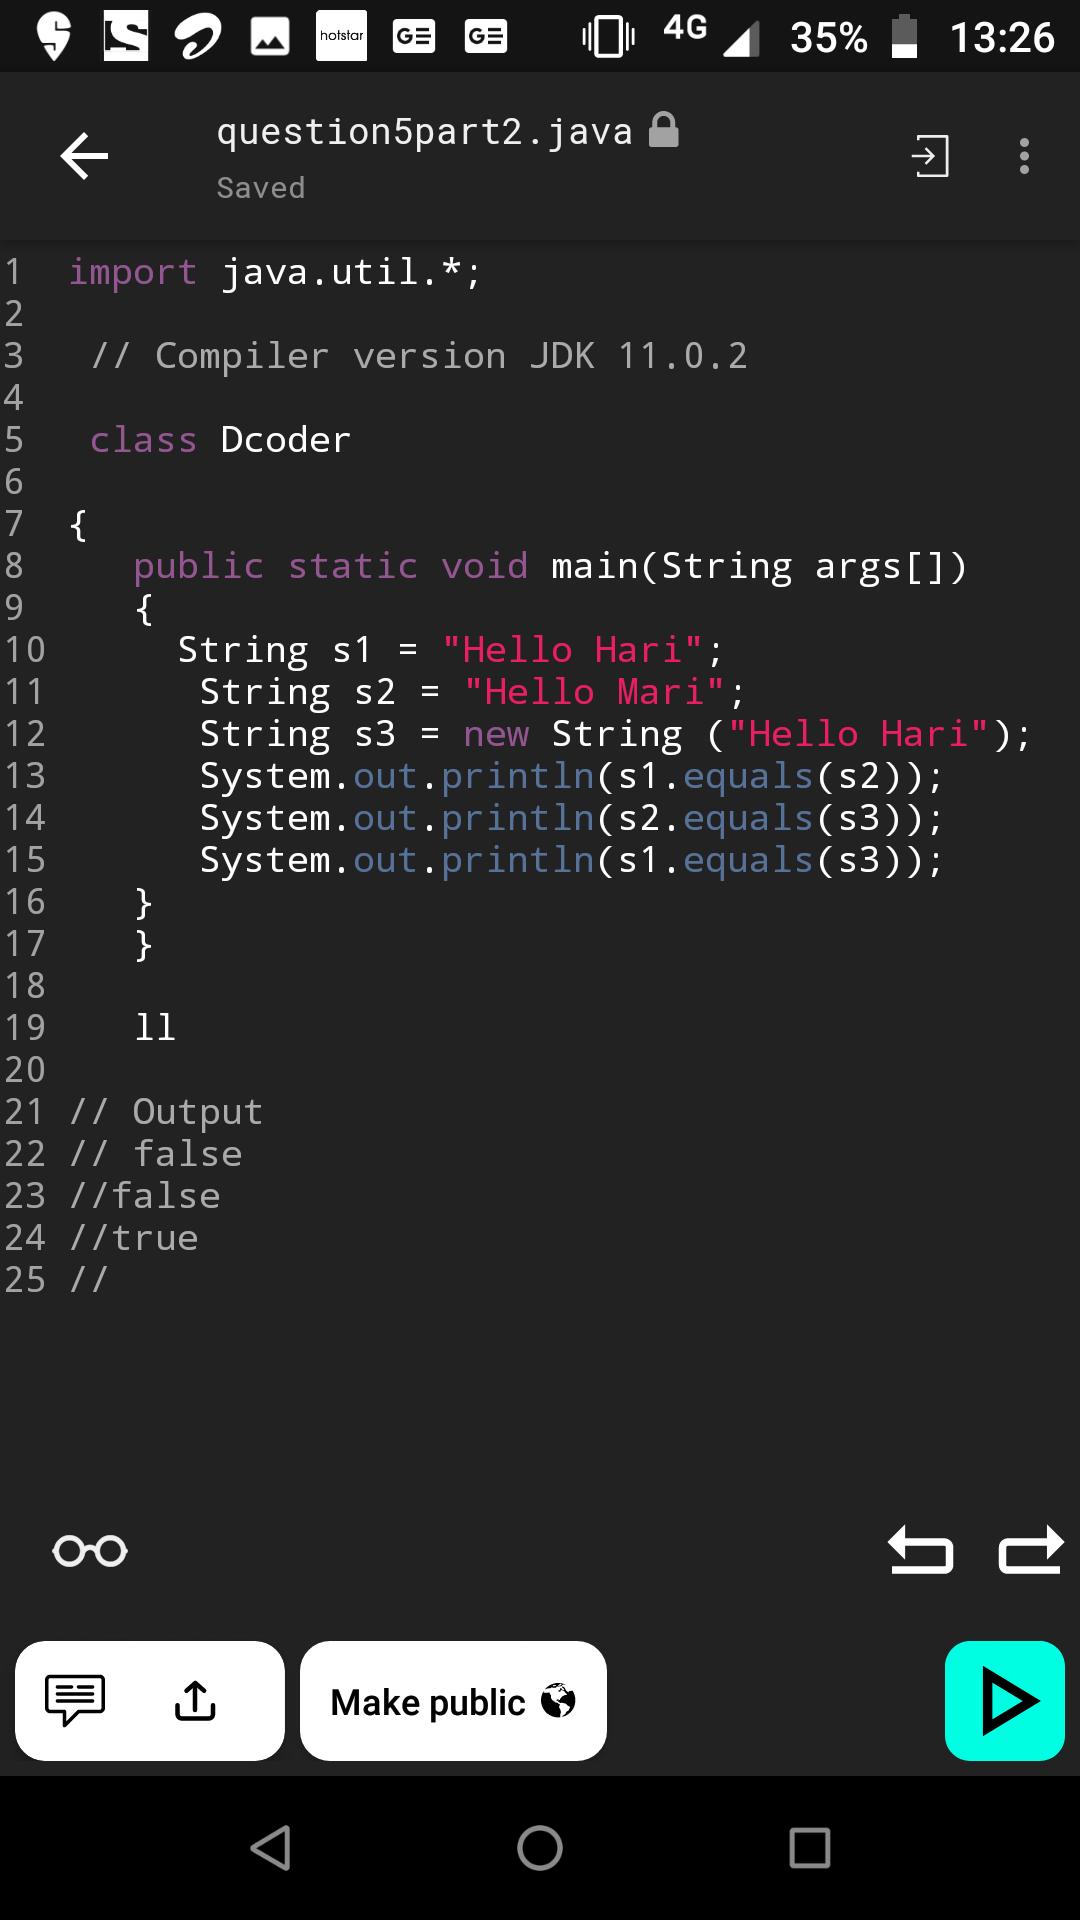 hotstar GE GE 4G 35% 13:26
question5part2.java
Saved
1 import java.util.*;
2
3 // Compiler version JDK 11.0.2
4
5 class Dcoder
6
7 {
8 public static void main(String args[])
9 {
10 String s1 = "Hello Hari";
11 String s2 = "Hello Mari";
12 String s3 = new String ("Hello Hari");
13 System.out.println(s1.equals(s2));
14 System.out.println(s2.equals(s3));
15 System.out.println(s1.equals(s3));
16 }
17 }
18
19 ll
20
21 // Output
22 // false
23 //false
24 //true
25 //
Make public